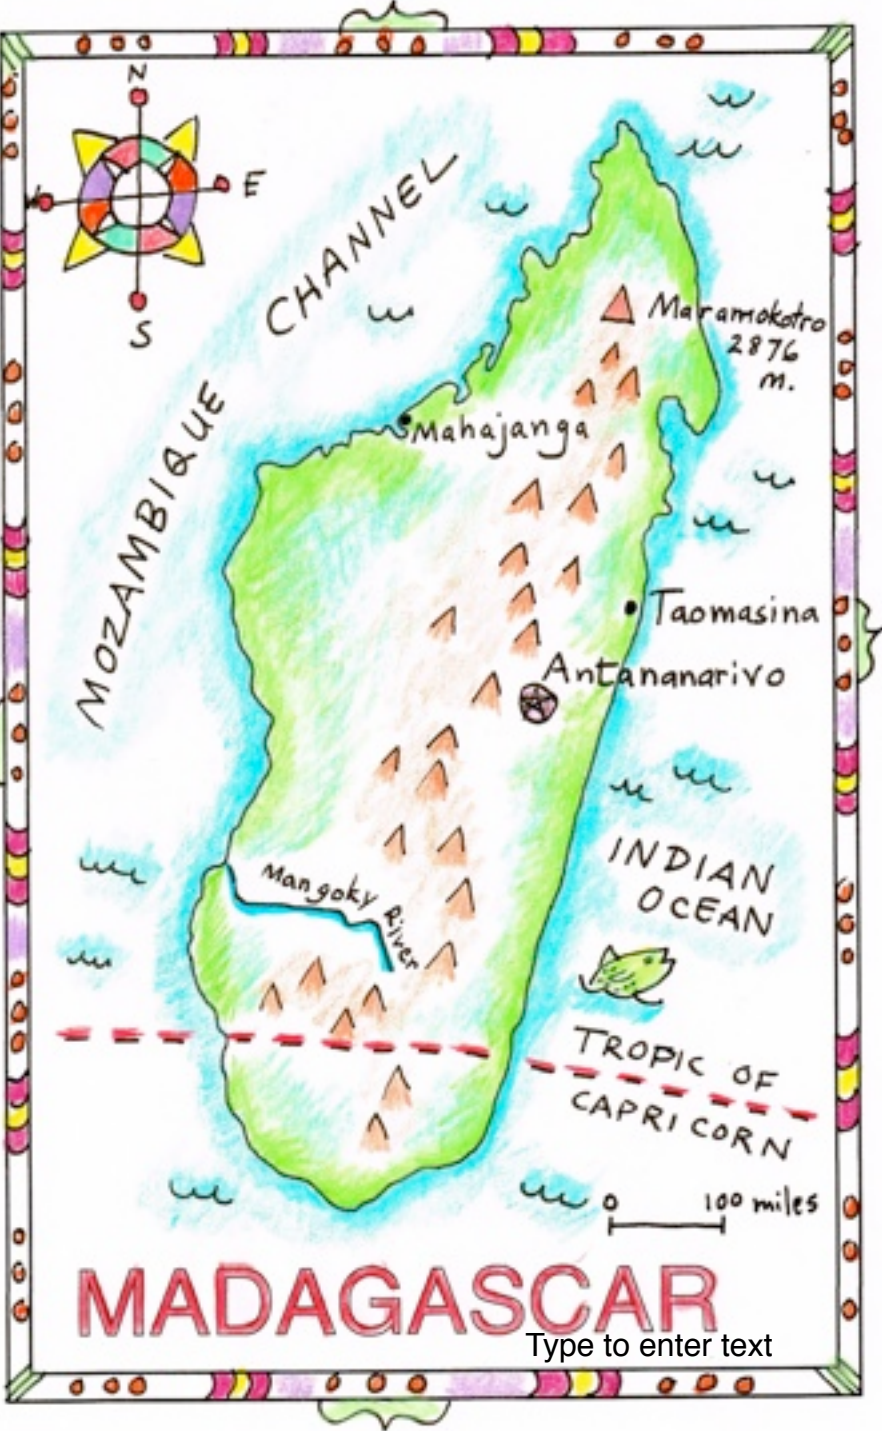 N
W
E
S
MOZAMBIQUE CHANNEL
Maramokotro
2876
m.
Mahajanga
Taomasina
Antananarivo
INDIAN
OCEAN
Mangoky River
TROPIC OF
CAPRICORN
0 100 miles
MADAGASCAR
Type to enter text